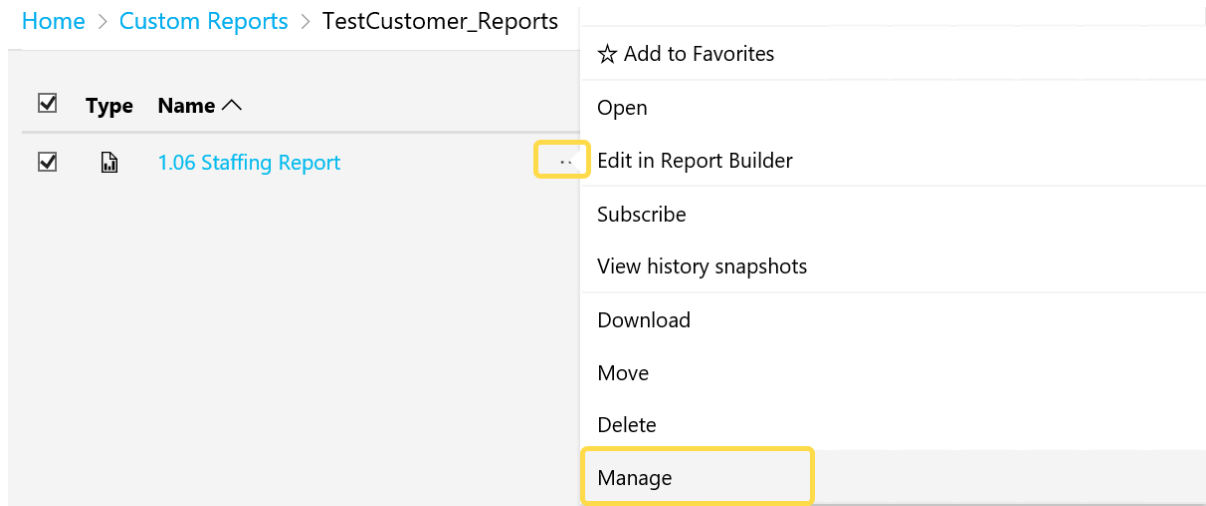 Home > Custom Reports > TestCustomer_Reports
Type Name
1.06 Staffing Report ..
Add to Favorites
Open
Edit in Report Builder
Subscribe
View history snapshots
Download
Move
Delete
Manage